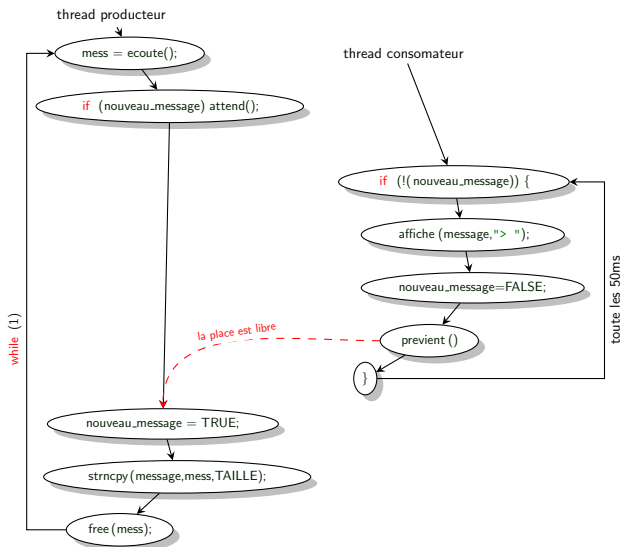 thread producteur
mess = ecoute();
thread consomateur
if (nouveau_message) attend();
if (!(nouveau_message)) {
affiche (message,"> ");
nouveau_message=FALSE;
toute les 50ms
la place est libre
previent ()
while (1)
}
nouveau_message = TRUE;
strncpy(message,mess,TAILLE);
free(mess);